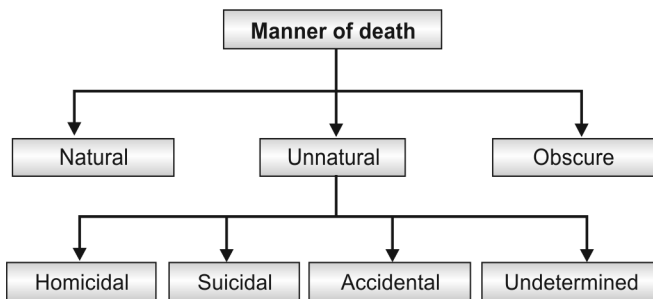 Manner of death
Natural
Unnatural
Obscure
Homicidal
Suicidal
Accidental
Undetermined